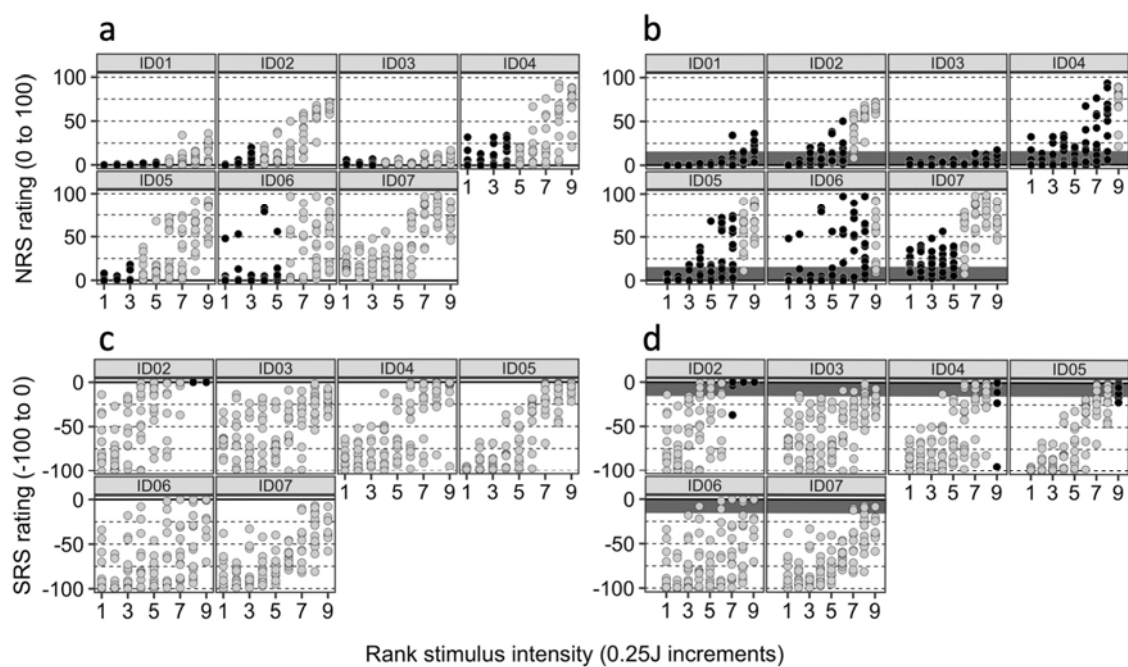 a
b
ID01 ID02 ID03 ID04
ID01 ID02 ID03 ID04
NRS rating (0 to 100)
100
50
0
100
50
0
ID05 ID06 ID07
ID05 ID06 ID07
100
50
0
100
50
0
7 9
7 9
1 3 5 7 9 1 3 5 7 9 1 3 5 7 9
1 3 5 7 9 1 3 5 7 9 1 3 5 7 9
c
d
ID02 ID03 ID04 ID05
ID02 ID03 ID04 ID05
SRS rating (-100 to 0)
0
-50
-100
0
-50
-100
ID06 ID07
ID06 ID07
1 3 5 7 9 1 3 5 7 9
1 3 5 7 9 1 3 5 7 9
0
-50
-100
0
-50
-100
1 3 5 7 9 1 3 5 7 9
1 3 5 7 9 1 3 5 7 9
Rank stimulus intensity (0.25J increments)